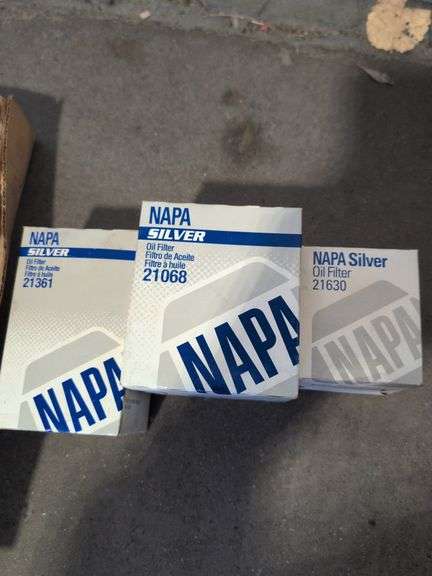 NAPA
SILVER
Oil Filter
Filtro de Aceite
Filtre à huile
21361
NAPA
NAPA
SILVER
Oil Filter
Filtro de Aceite
Filtre à huile
21068
NAPA
NAPA Silver
Oil Filter
21630
NAPA